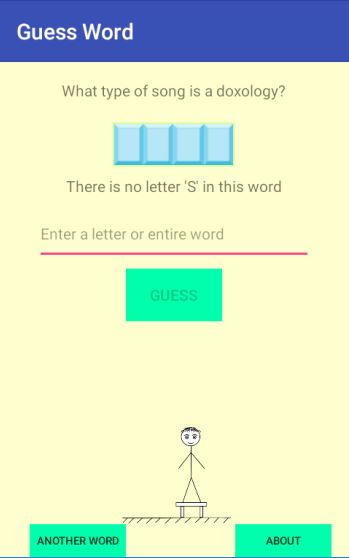 Guess Word
What type of song is a doxology?
There is no letter 'S' in this word
Enter a letter or entire word
GUESS
ANOTHER WORD
ABOUT